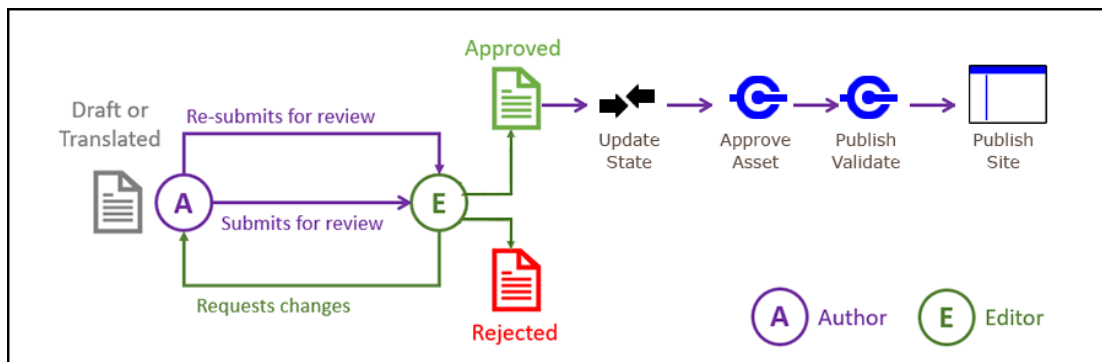 Approved
Draft or
Translated
Re-submits for review
A
E
Submits for review
Requests changes
Rejected
Update
State
Approve
Asset
Publish
Validate
Publish
Site
A Author
E Editor